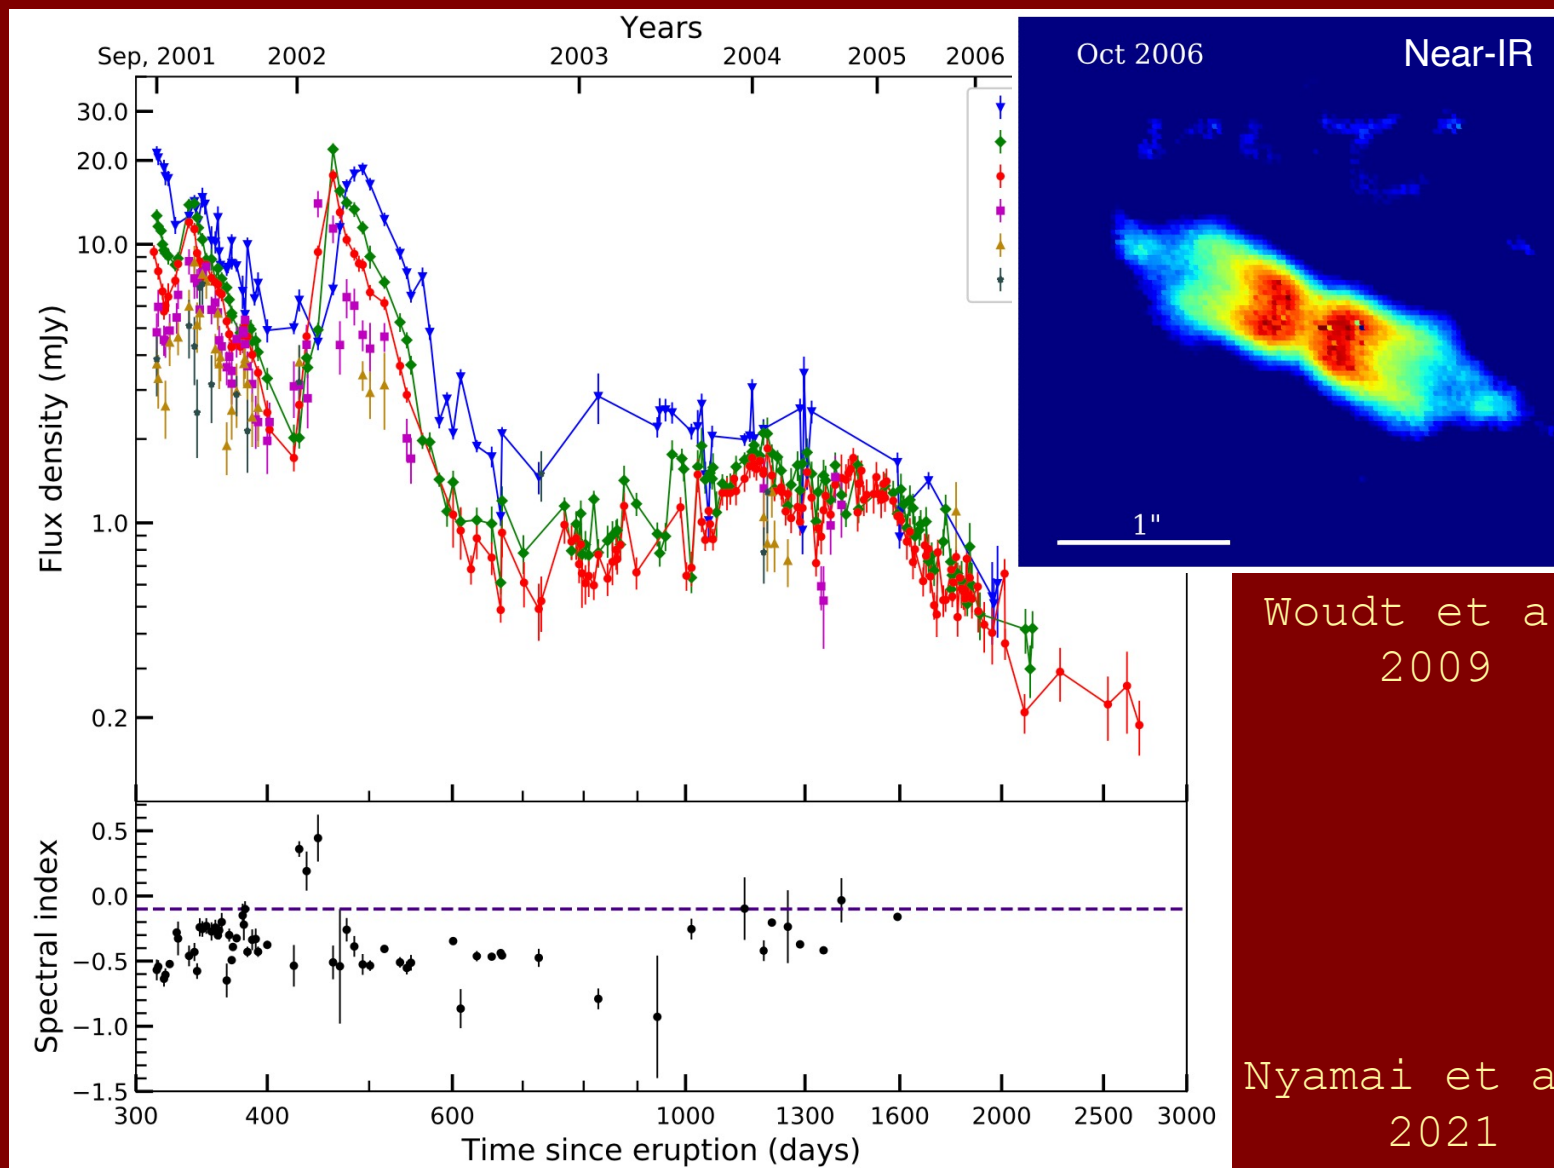 Years
Sep, 2001 2002 2003 2004 2005 2006
Oct 2006 Near-IR
30.0
20.0
10.0
1.0
0.2
Flux density (mJy)
1"
Woudt et a
2009
0.5
0.0
−0.5
−1.0
−1.5
Spectral index
300 400 600 1000 1300 1600 2000 2500 3000
Time since eruption (days)
Nyamai et a
2021